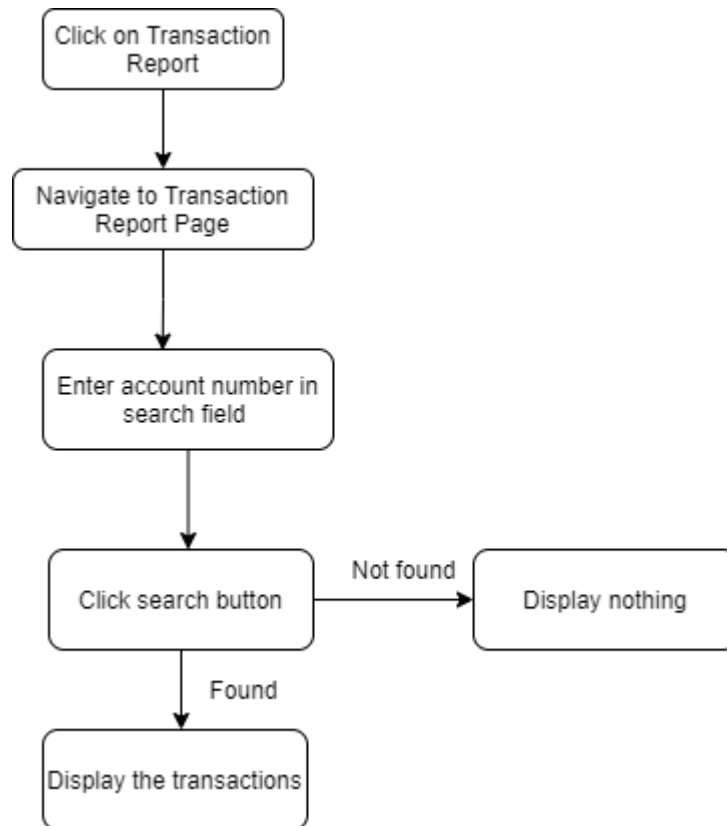 Click on Transaction
Report
Navigate to Transaction
Report Page
Enter account number in
search field
Click search button
Not found
Display nothing
Found
Display the transactions